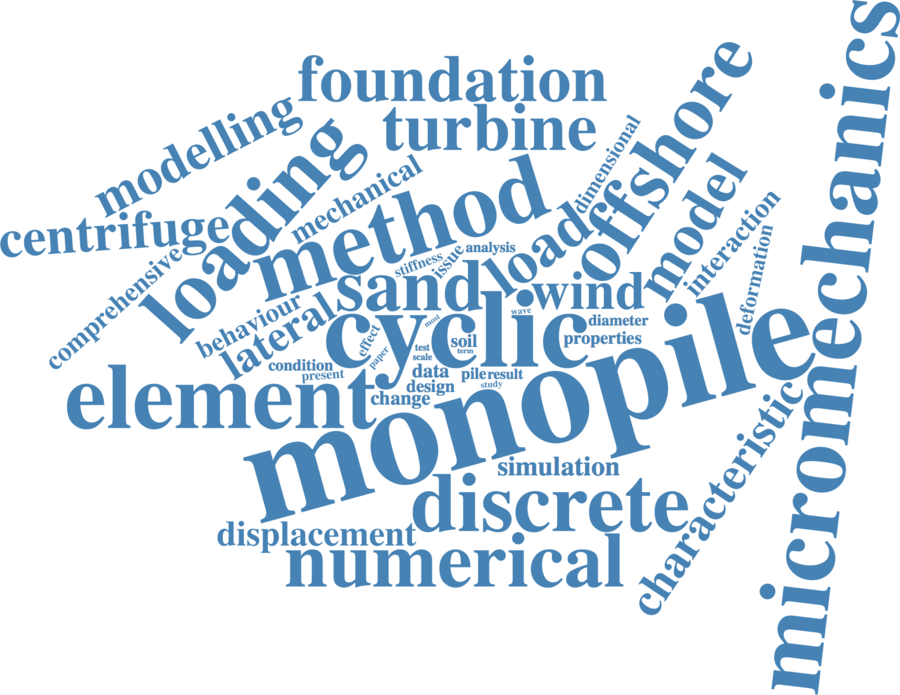 foundation
turbine
modelling
offshore
micromechanics
loading
centrifuge
mechanical
dimensional
method
model
comprehensive
load
interaction
analysis
issue
stiffness
deformation
sand
wind
behaviour
lateral
cyclic
wave
most
diameter
properties
effect
soil
term
test
scale
paper
condition
present
data
pile
result
design
study
element
change
monopile
characteristic
simulation
discrete
displacement
numerical